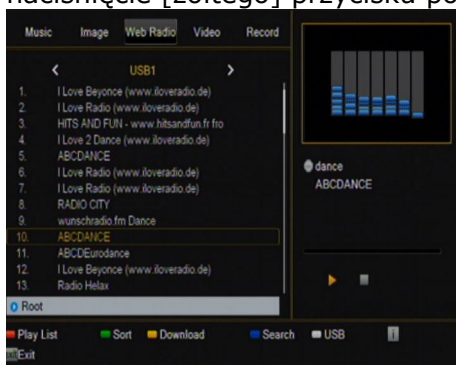 naciśnięcie [żółtego] przycisku po
Music Image Web Radio Video Record
USB1
1. I Love Beyonce (www.iloveradio.de)
2. I Love Radio (www.iloveradio.de)
3. HITS AND FUN - www.hitsandfun.fr fro
4. I Love 2 Dance (www.iloveradio.de)
5. ABCDANCE
6. I Love Radio (www.iloveradio.de)
7. I Love Radio (www.iloveradio.de)
8. RADIO CITY
9. wunschradio.fm Dance
10. ABCDANCE
11. ABCDEurodance
12. I Love Beyonce (www.iloveradio.de)
13. Radio Helax
dance
ABCDANCE
Root
Play List Sort Download Search USB i
Exit